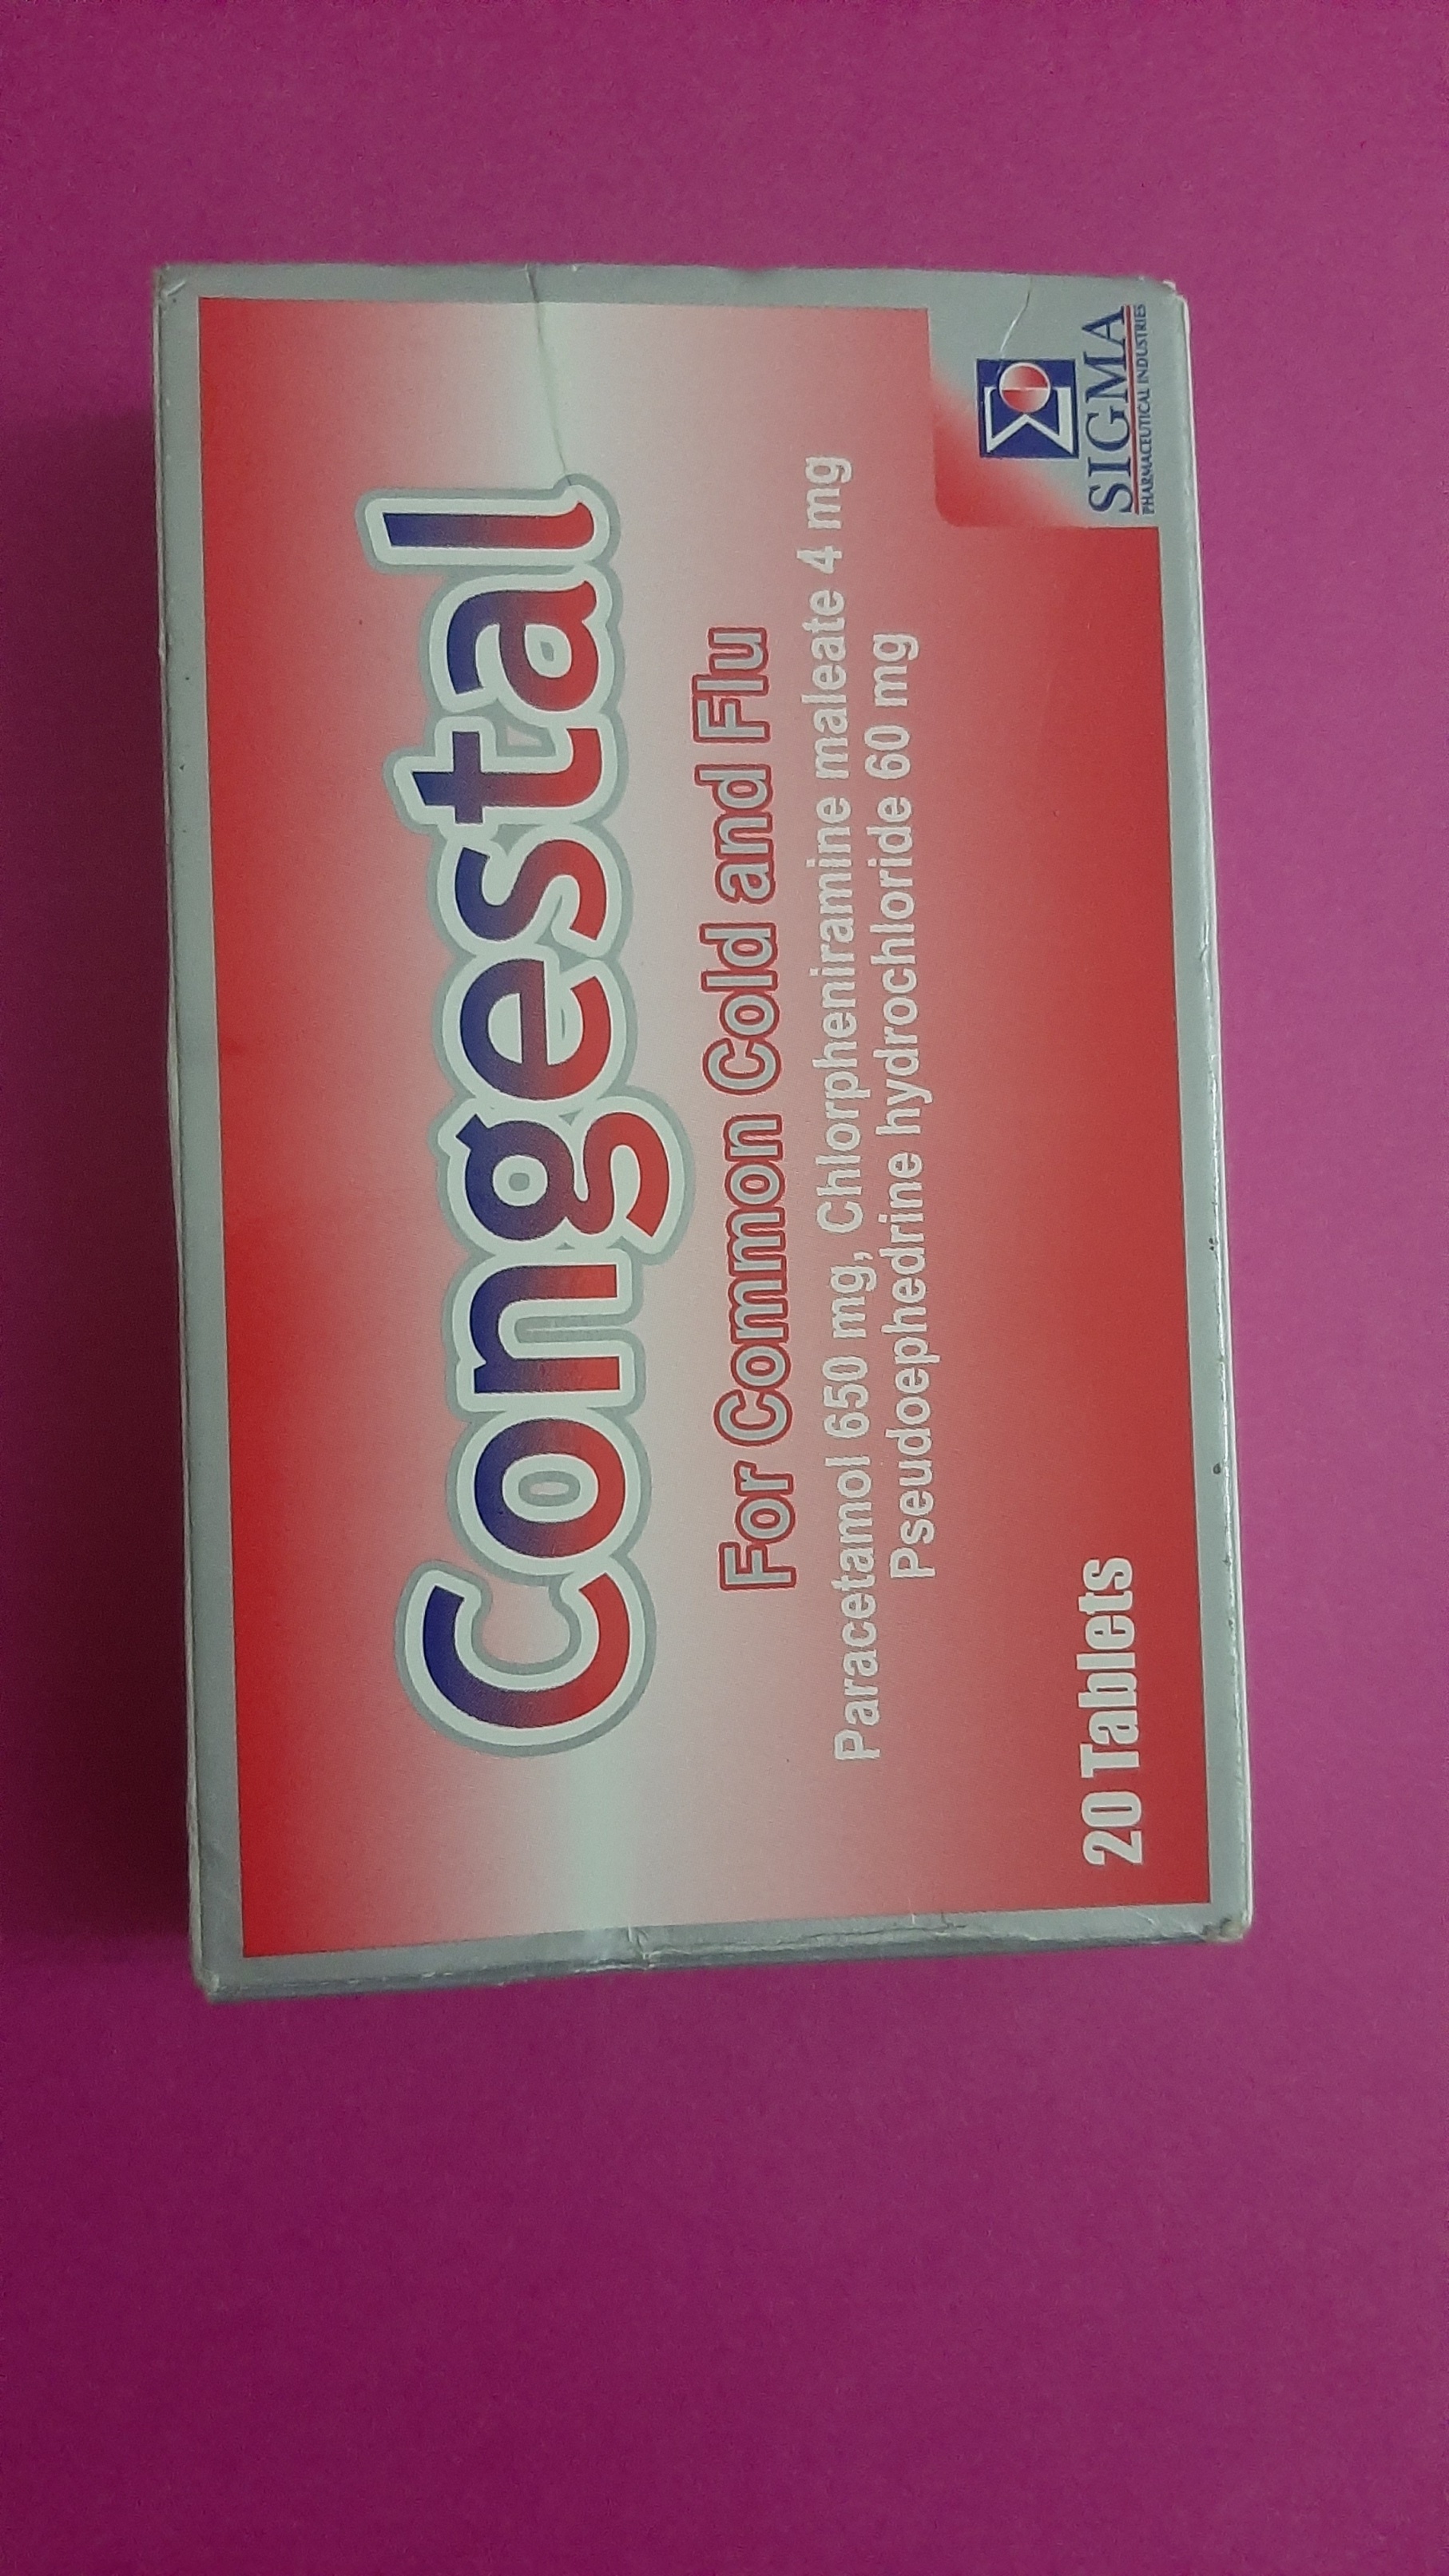 Congestal
For Common Cold and Flu
Paracetamol 650 mg, Chlorpheniramine maleate 4 mg
Pseudoephedrine hydrochloride 60 mg
20 Tablets
SIGMA
PHARMACEUTICAL INDUSTRIES